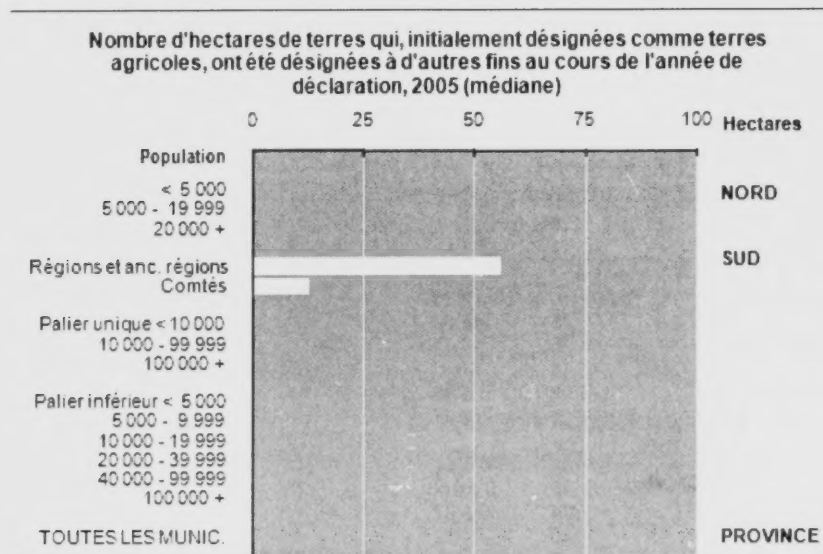 Nombre d'hectares de terres qui, initialement désignées comme terres
agricoles, ont été désignées à d'autres fins au cours de l'année de
déclaration, 2005 (médiane)
0 25 50 75 100 Hectares
Population
< 5 000 NORD
5 000 - 19 999
20 000 +
Régions et anc. régions SUD
Comtés
Palier unique < 10 000
10 000 - 99 999
100 000 +
Palier inférieur < 5 000
5 000 - 9 999
10 000 - 19 999
20 000 - 39 999
40 000 - 99 999
100 000 +
TOUTES LES MUNIC. PROVINCE